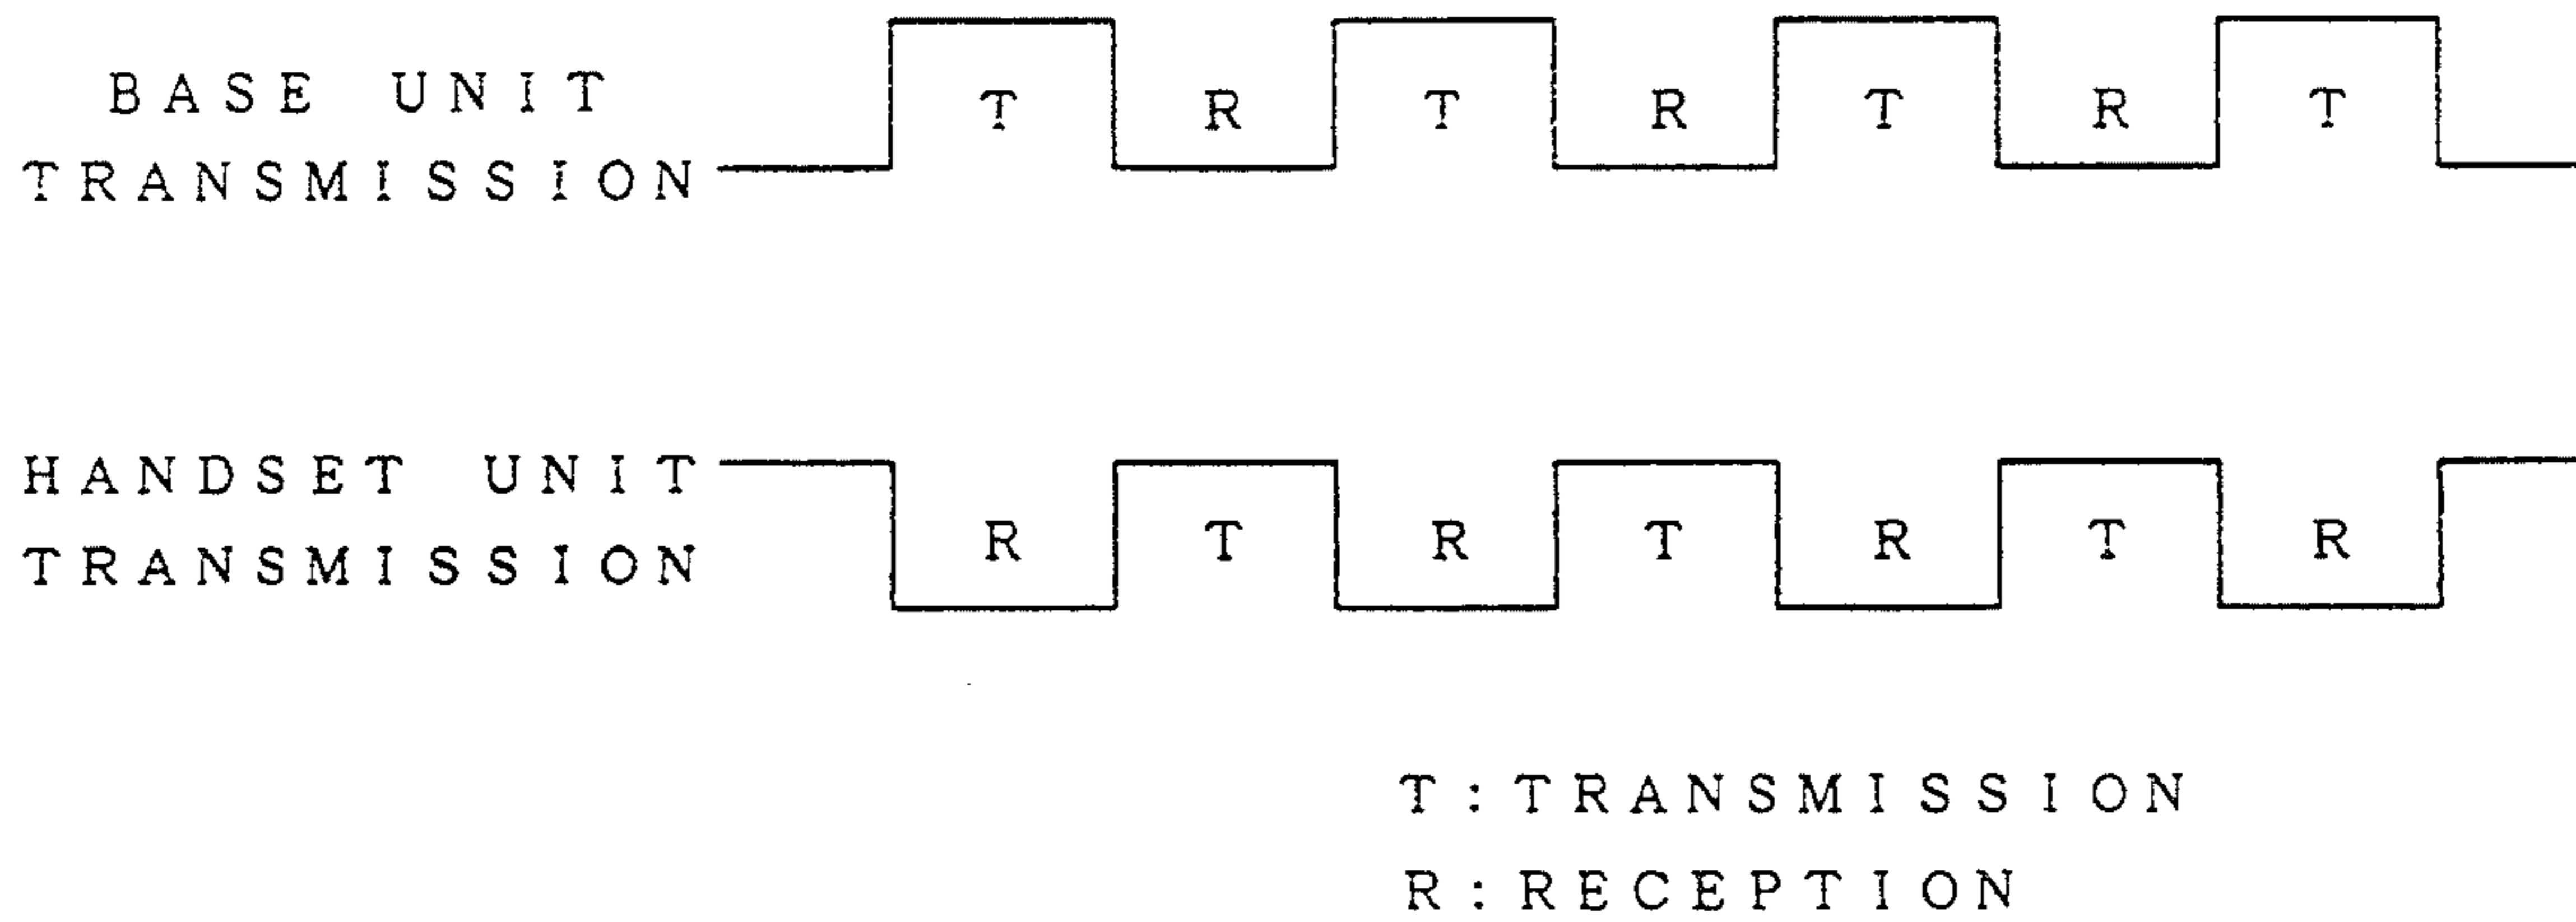 BASE UNIT
TRANSMISSION
T R T R T R T
HANDSET UNIT
TRANSMISSION
R T R T R T R
T:TRANSMISSION
R:RECEPTION